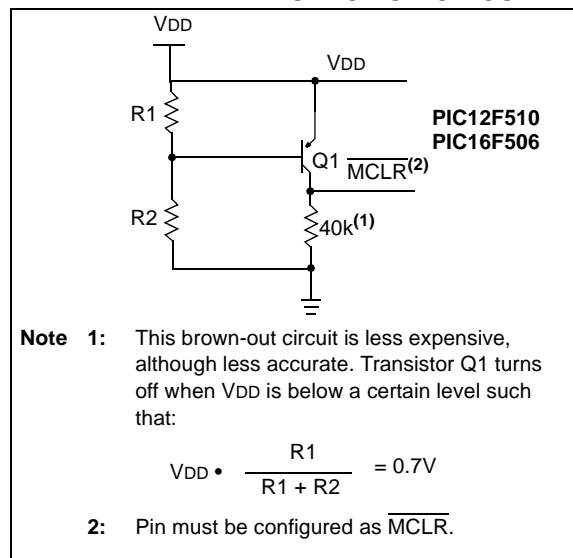 VDD
VDD
R1
PIC12F510
PIC16F506
Q1 MCLR(2)
R2
40k(1)
Note 1: This brown-out circuit is less expensive,
although less accurate. Transistor Q1 turns
off when VDD is below a certain level such
that:
VDD • R1 / R1 + R2 = 0.7V
2: Pin must be configured as MCLR.